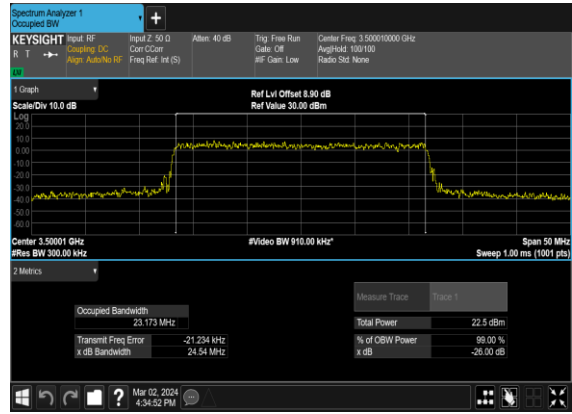 Spectrum Analyzer 1
Occupied BW
+
KEYSIGHT Input: RF Input Z: 50 Ω Atten: 40 dB Trig: Free Run Center Freq: 3.500010000 GHz
R T Coupling: DC Corr CCorr Gate: Off Avg|Hold: 100/100
Align: Auto/No RF Freq Ref: Int (S) #IF Gain: Low Radio Std: None
1 Graph
Ref Lvl Offset 8.90 dB
Scale/Div 10.0 dB Ref Value 30.00 dBm
Log
20.0
10.0
0.00
-10.0
-20.0
-30.0
-40.0
-50.0
-60.0
Center 3.50001 GHz #Video BW 910.00 kHz* Span 50 MHz
#Res BW 300.00 kHz Sweep 1.00 ms (1001 pts)
2 Metrics
Measure Trace Trace 1
Occupied Bandwidth
23.173 MHz Total Power 22.5 dBm
Transmit Freq Error -21.234 kHz % of OBW Power 99.00 %
x dB Bandwidth 24.54 MHz x dB -26.00 dB
? Mar 02, 2024
4:34:52 PM